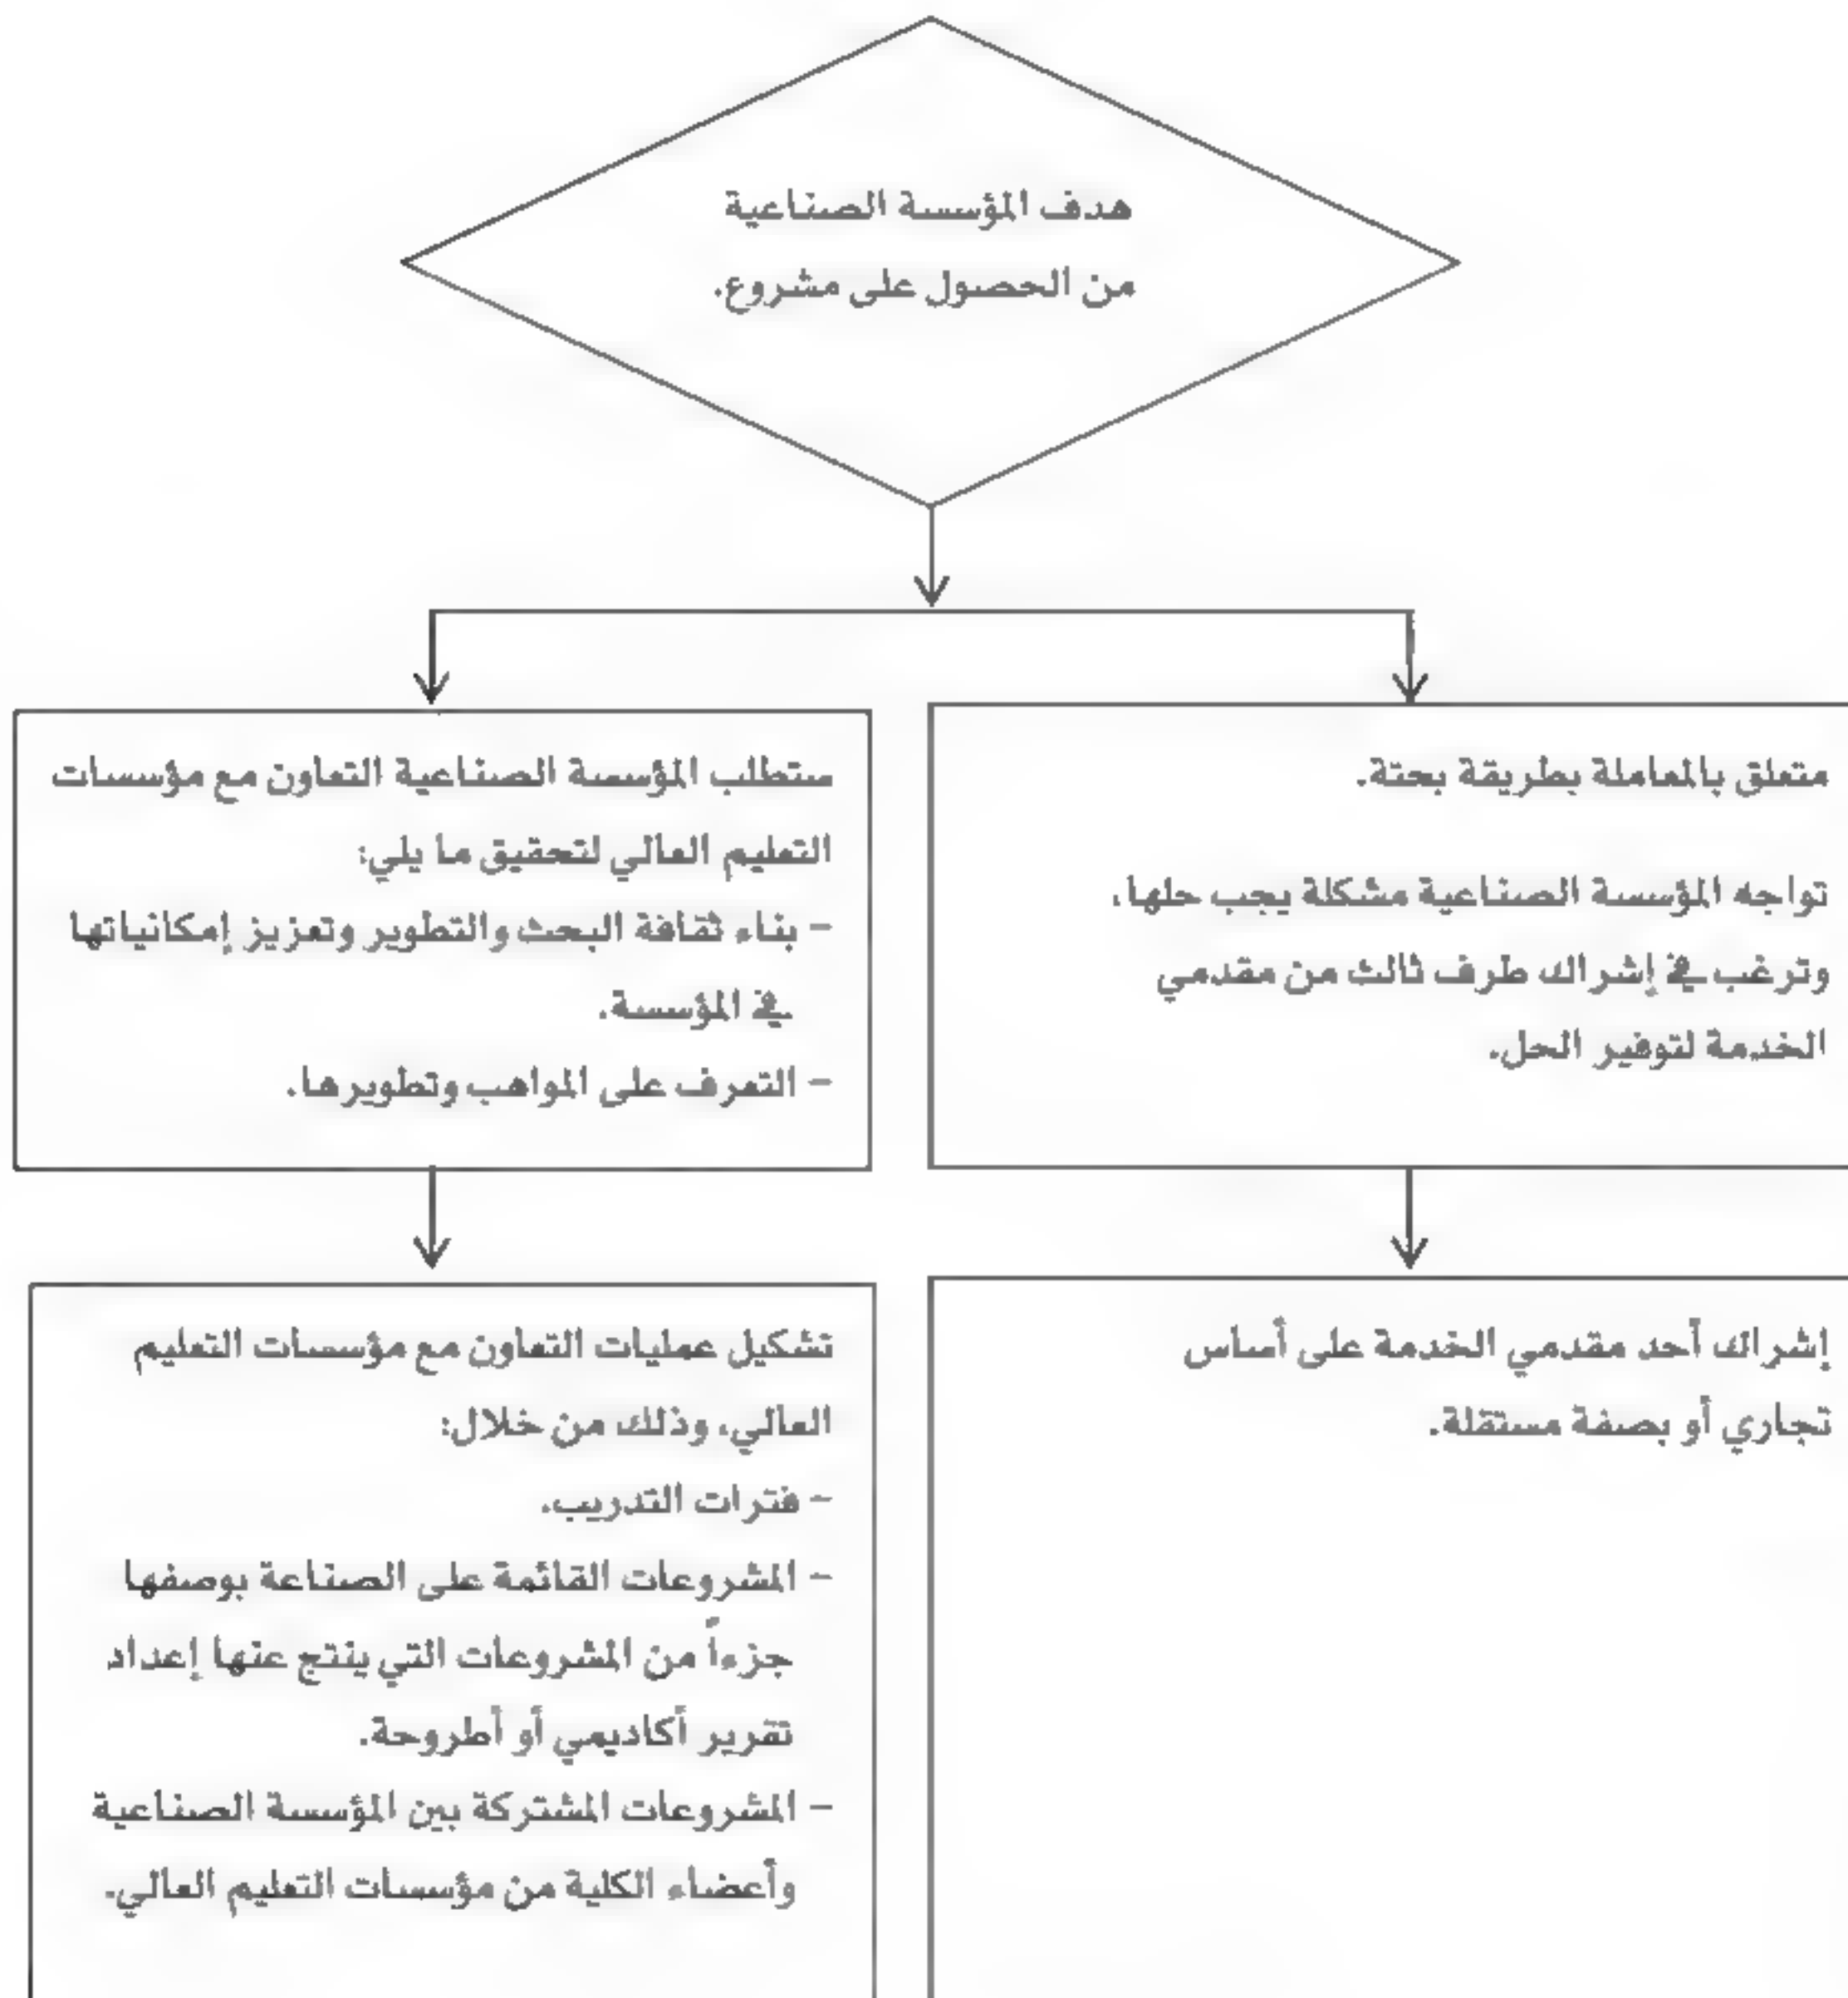 هدف المؤسسة الصناعية
من الحصول على مشروع.
متعلق بالمعاملة بطريقة بحتة.
تواجه المؤسسة الصناعية مشكلة يجب حلها،
وترغب في إشراك طرف ثالث من مقدمي
الخدمة لتوفير الحل.
ستطلب المؤسسة الصناعية التعاون مع مؤسسات
التعليم العالي لتحقيق ما يلي:
- بناء ثقافة البحث والتطوير وتعزيز إمكانياتها
في المؤسسة.
- التعرف على المواهب وتطويرها.
إشراك أحد مقدمي الخدمة على أساس
تجاري أو بصفة مستقلة.
تشكيل عمليات التعاون مع مؤسسات التعليم
العالي، وذلك من خلال:
- فترات التدريب.
- المشروعات القائمة على الصناعة بوصفها
جزءاً من المشروعات التي ينتج عنها إعداد
تقرير أكاديمي أو أطروحة.
- المشروعات المشتركة بين المؤسسة الصناعية
وأعضاء الكلية من مؤسسات التعليم العالي.